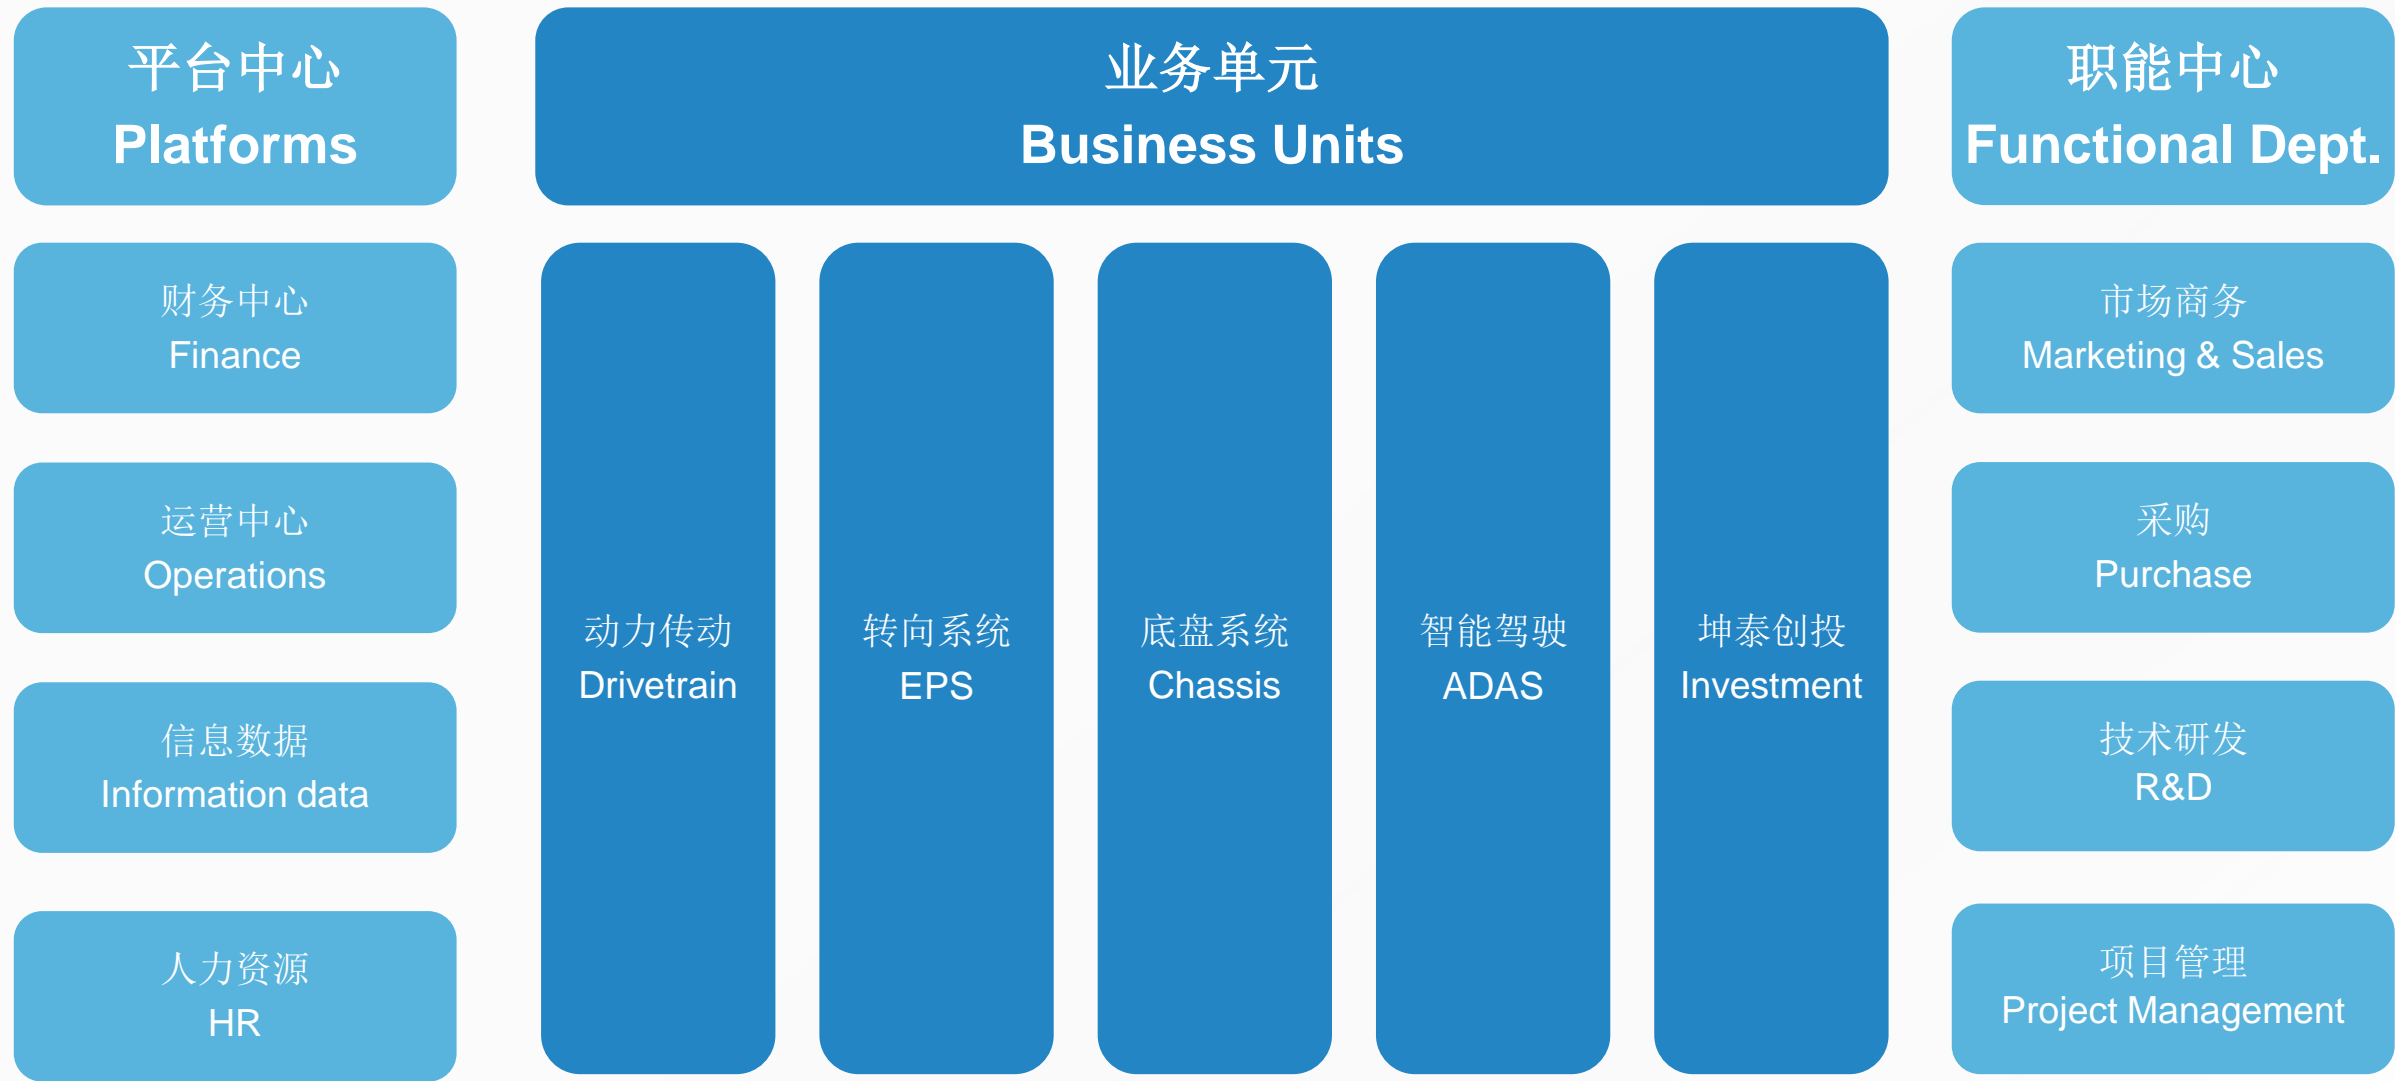 平台中心
Platforms
业务单元
Business Units
职能中心
Functional Dept.
财务中心
Finance
运营中心
Operations
信息数据
Information data
人力资源
HR
动力传动
Drivetrain
转向系统
EPS
底盘系统
Chassis
智能驾驶
ADAS
坤泰创投
Investment
市场商务
Marketing & Sales
采购
Purchase
技术研发
R&D
项目管理
Project Management